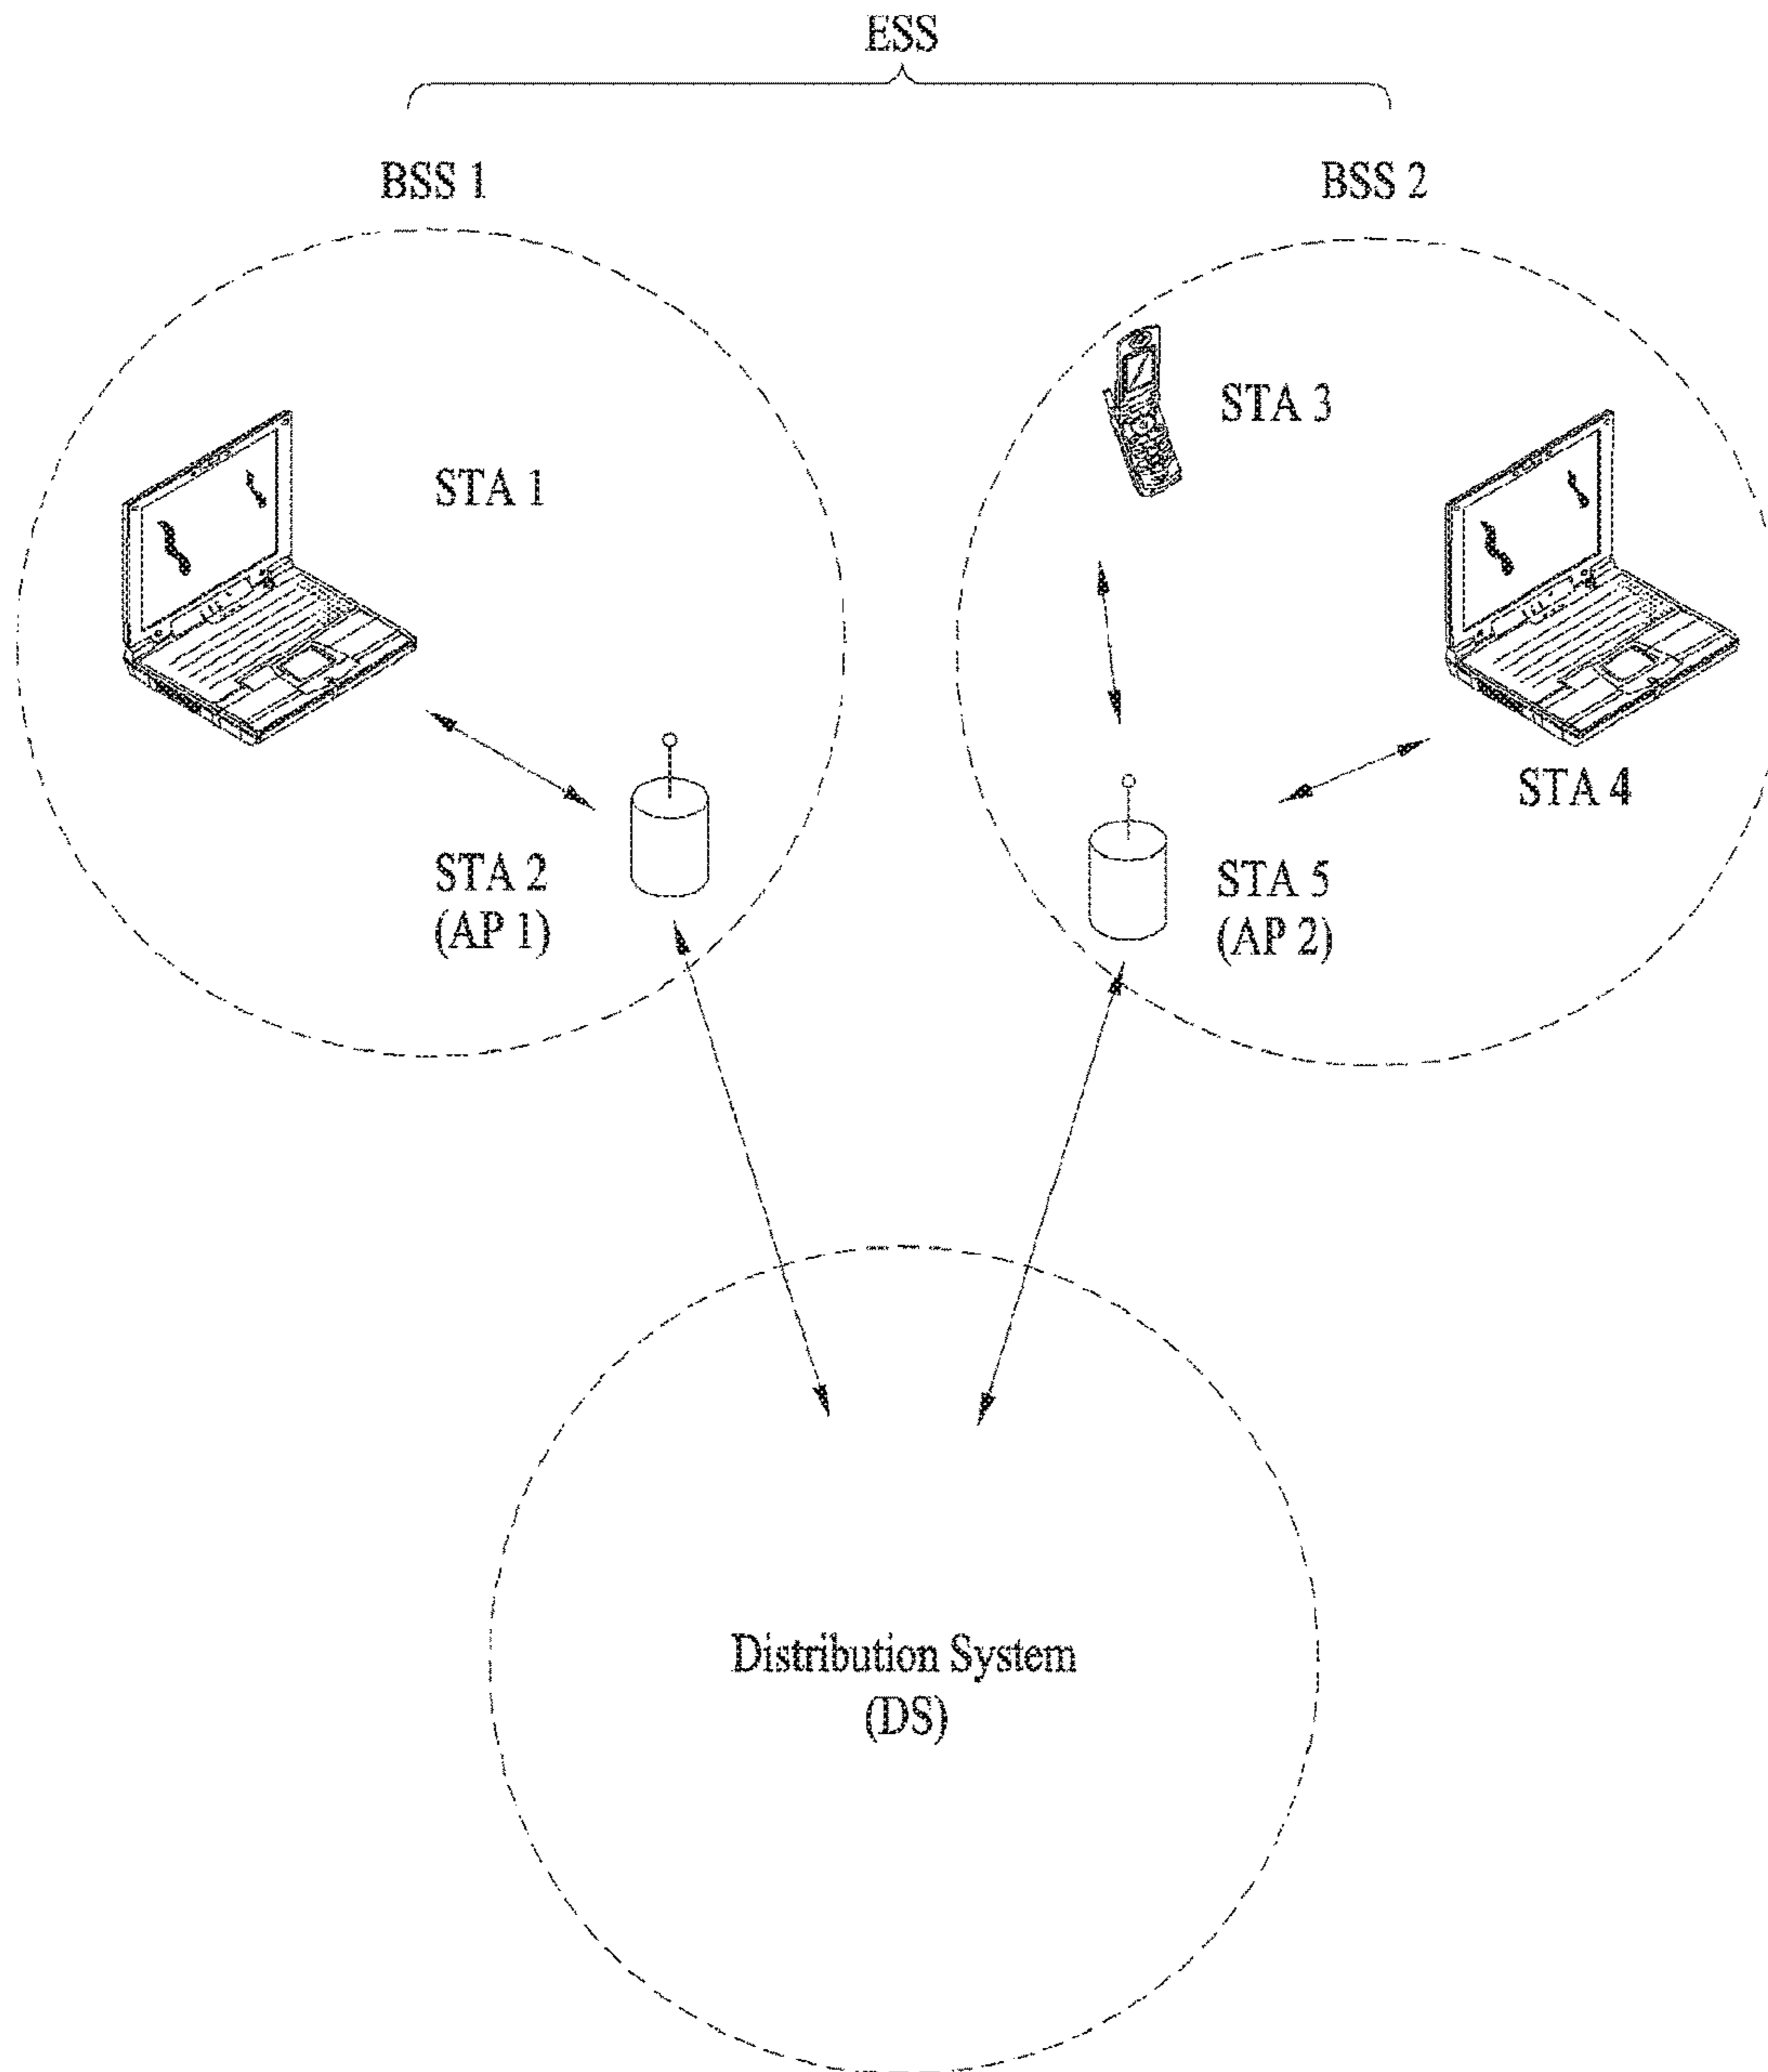 ESS
BSS 1
BSS 2
STA 1
STA 3
STA 4
STA 2
(AP 1)
STA 5
(AP 2)
Distribution System
(DS)